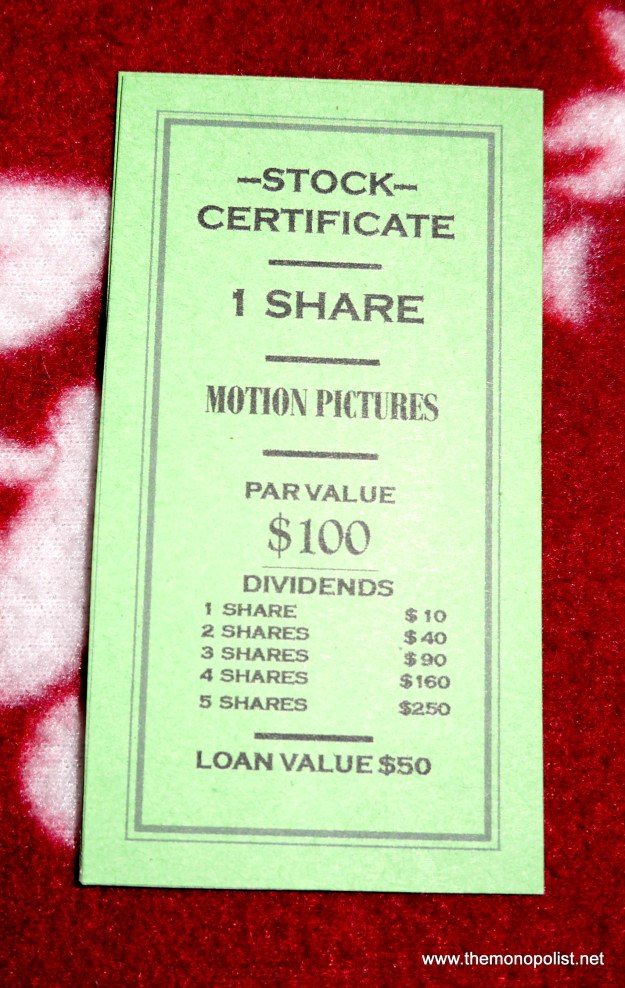 –STOCK–
CERTIFICATE
1 SHARE
MOTION PICTURES
PAR VALUE
$100
DIVIDENDS
1 SHARE $10
2 SHARES $40
3 SHARES $90
4 SHARES $160
5 SHARES $250
LOAN VALUE $50
www.themonopolist.net